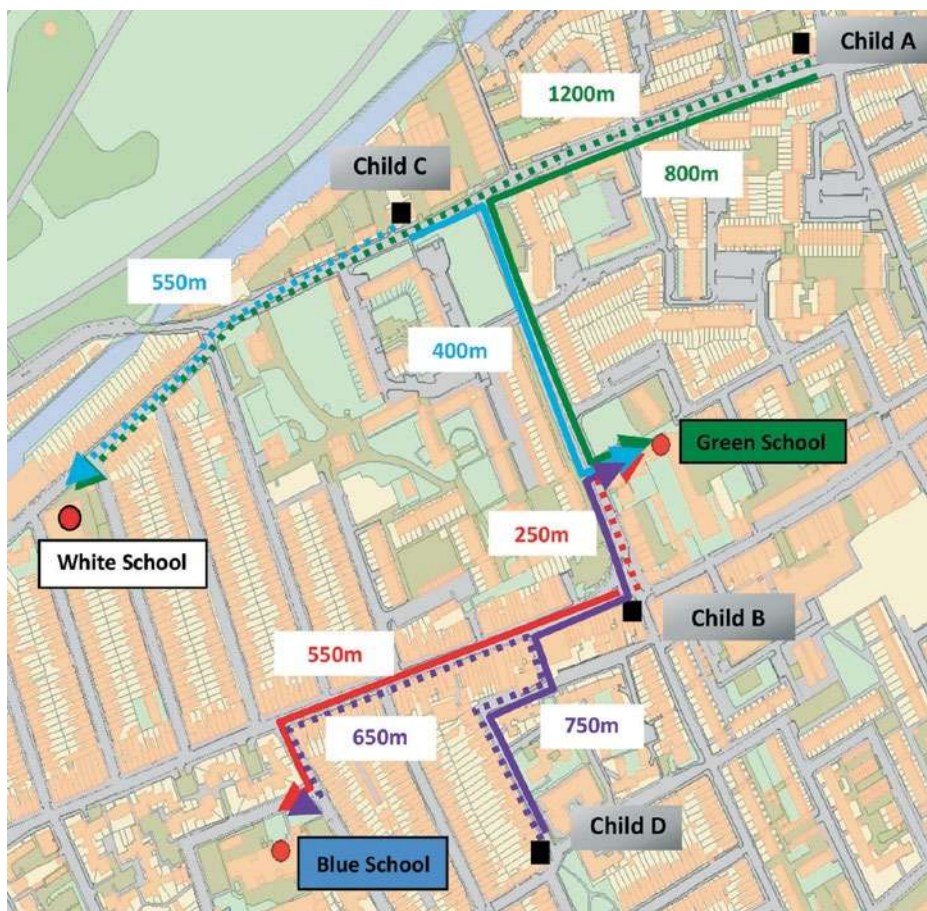 Child A
1200m
Child C
800m
550m
400m
Green School
250m
White School
Child B
550m
650m
750m
Child D
Blue School